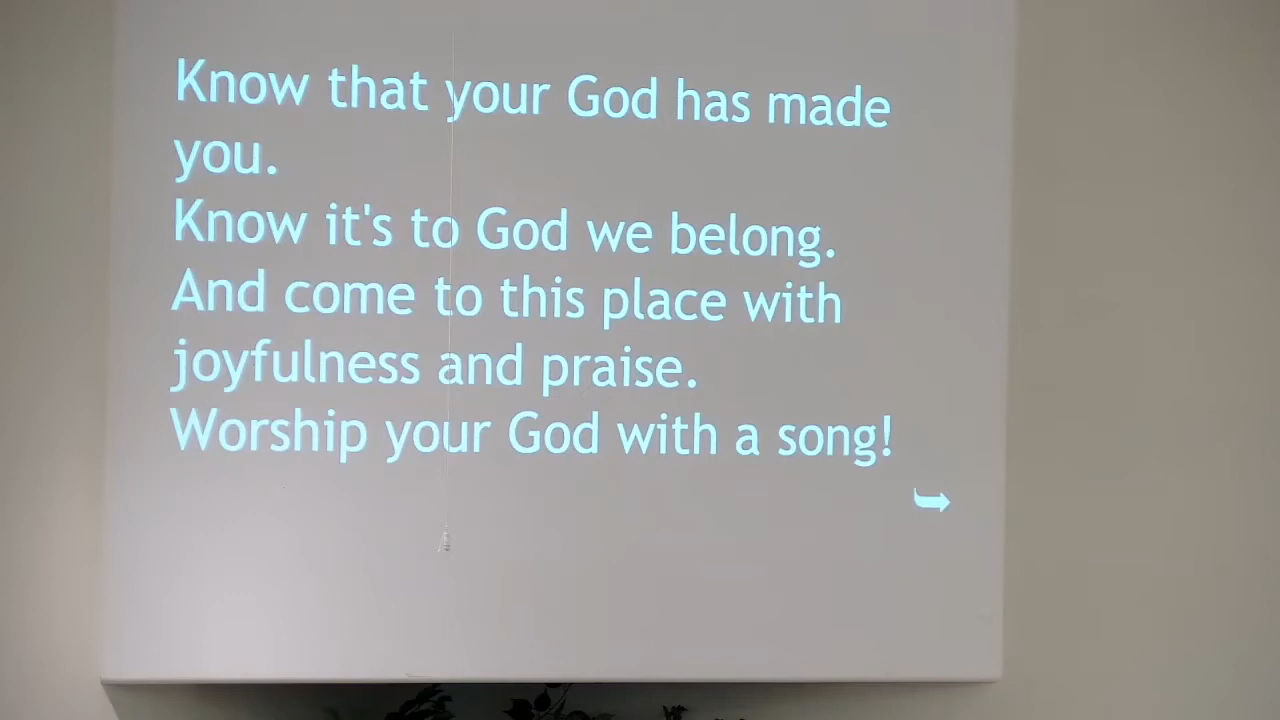 Know that your God has made
you.
Know it's to God we belong.
And come to this place with
joyfulness and praise.
Worship your God with a song!